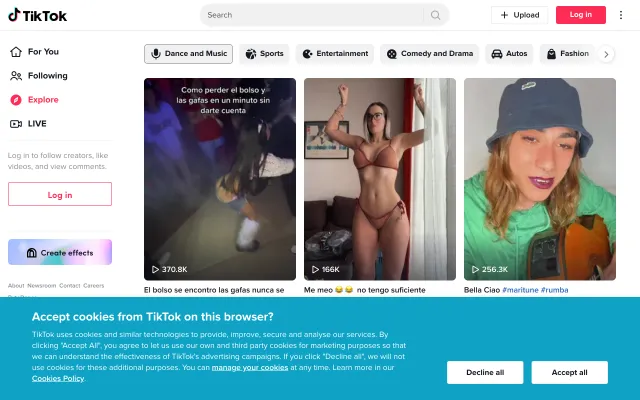 TikTok
Search
Upload
Log in
For You
Following
Explore
LIVE
Log in to follow creators, like
videos, and view comments.
Log in
Create effects
About Newsroom Contact Careers
Dance and Music
Sports
Entertainment
Comedy and Drama
Autos
Fashion
Como perder el bolso y
las gafas en un minuto sin
darte cuenta
370.8K
166K
256.3K
El bolso se encontro las gafas nunca se
Me meo 😂😂 no tengo suficiente
Bella Ciao #maritune #rumba
Accept cookies from TikTok on this browser?
TikTok uses cookies and similar technologies to provide, improve, secure and analyse our services. By
clicking "Accept All", you agree to let us use our own and third party cookies for marketing purposes so that
we can understand the effectiveness of TikTok's advertising campaigns. If you click "Decline all", we will not
use cookies for these additional purposes. You can manage your cookies at any time. Learn more in our
Cookies Policy.
Decline all
Accept all